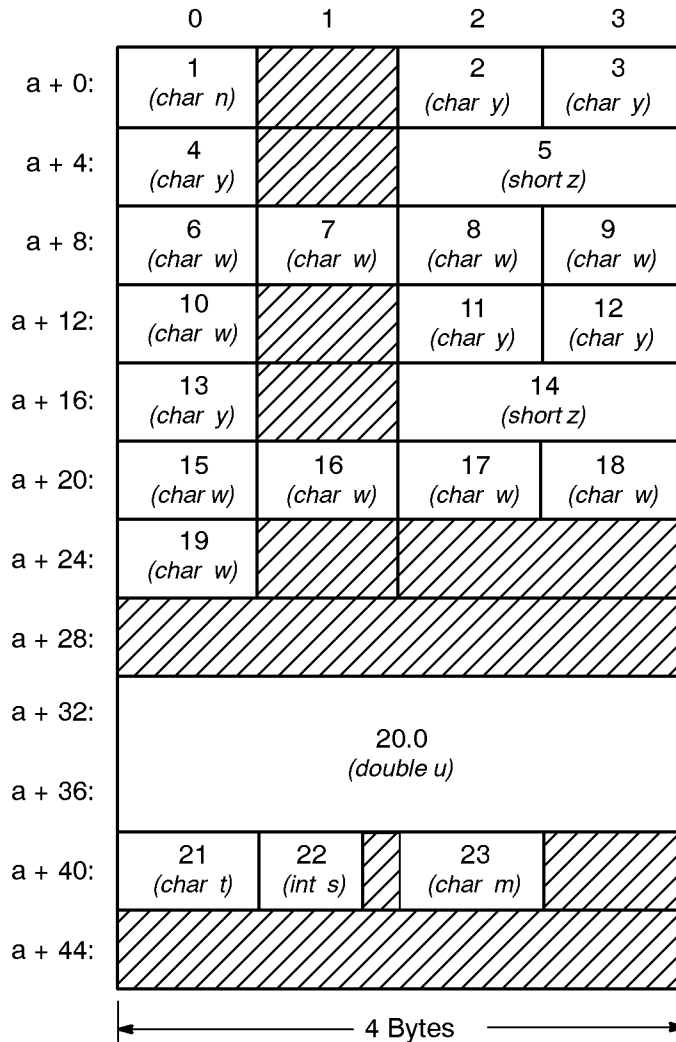 0 1 2 3
a + 0: 1 2 3
(char n) (char y) (char y)
a + 4: 4 5
(char y) (short z)
a + 8: 6 7 8 9
(char w) (char w) (char w) (char w)
a + 12: 10 11 12
(char w) (char y) (char y)
a + 16: 13 14
(char y) (short z)
a + 20: 15 16 17 18
(char w) (char w) (char w) (char w)
a + 24: 19
(char w)
a + 28:
a + 32:
20.0
(double u)
a + 36:
a + 40: 21 22 23
(char t) (int s) (char m)
a + 44:
4 Bytes